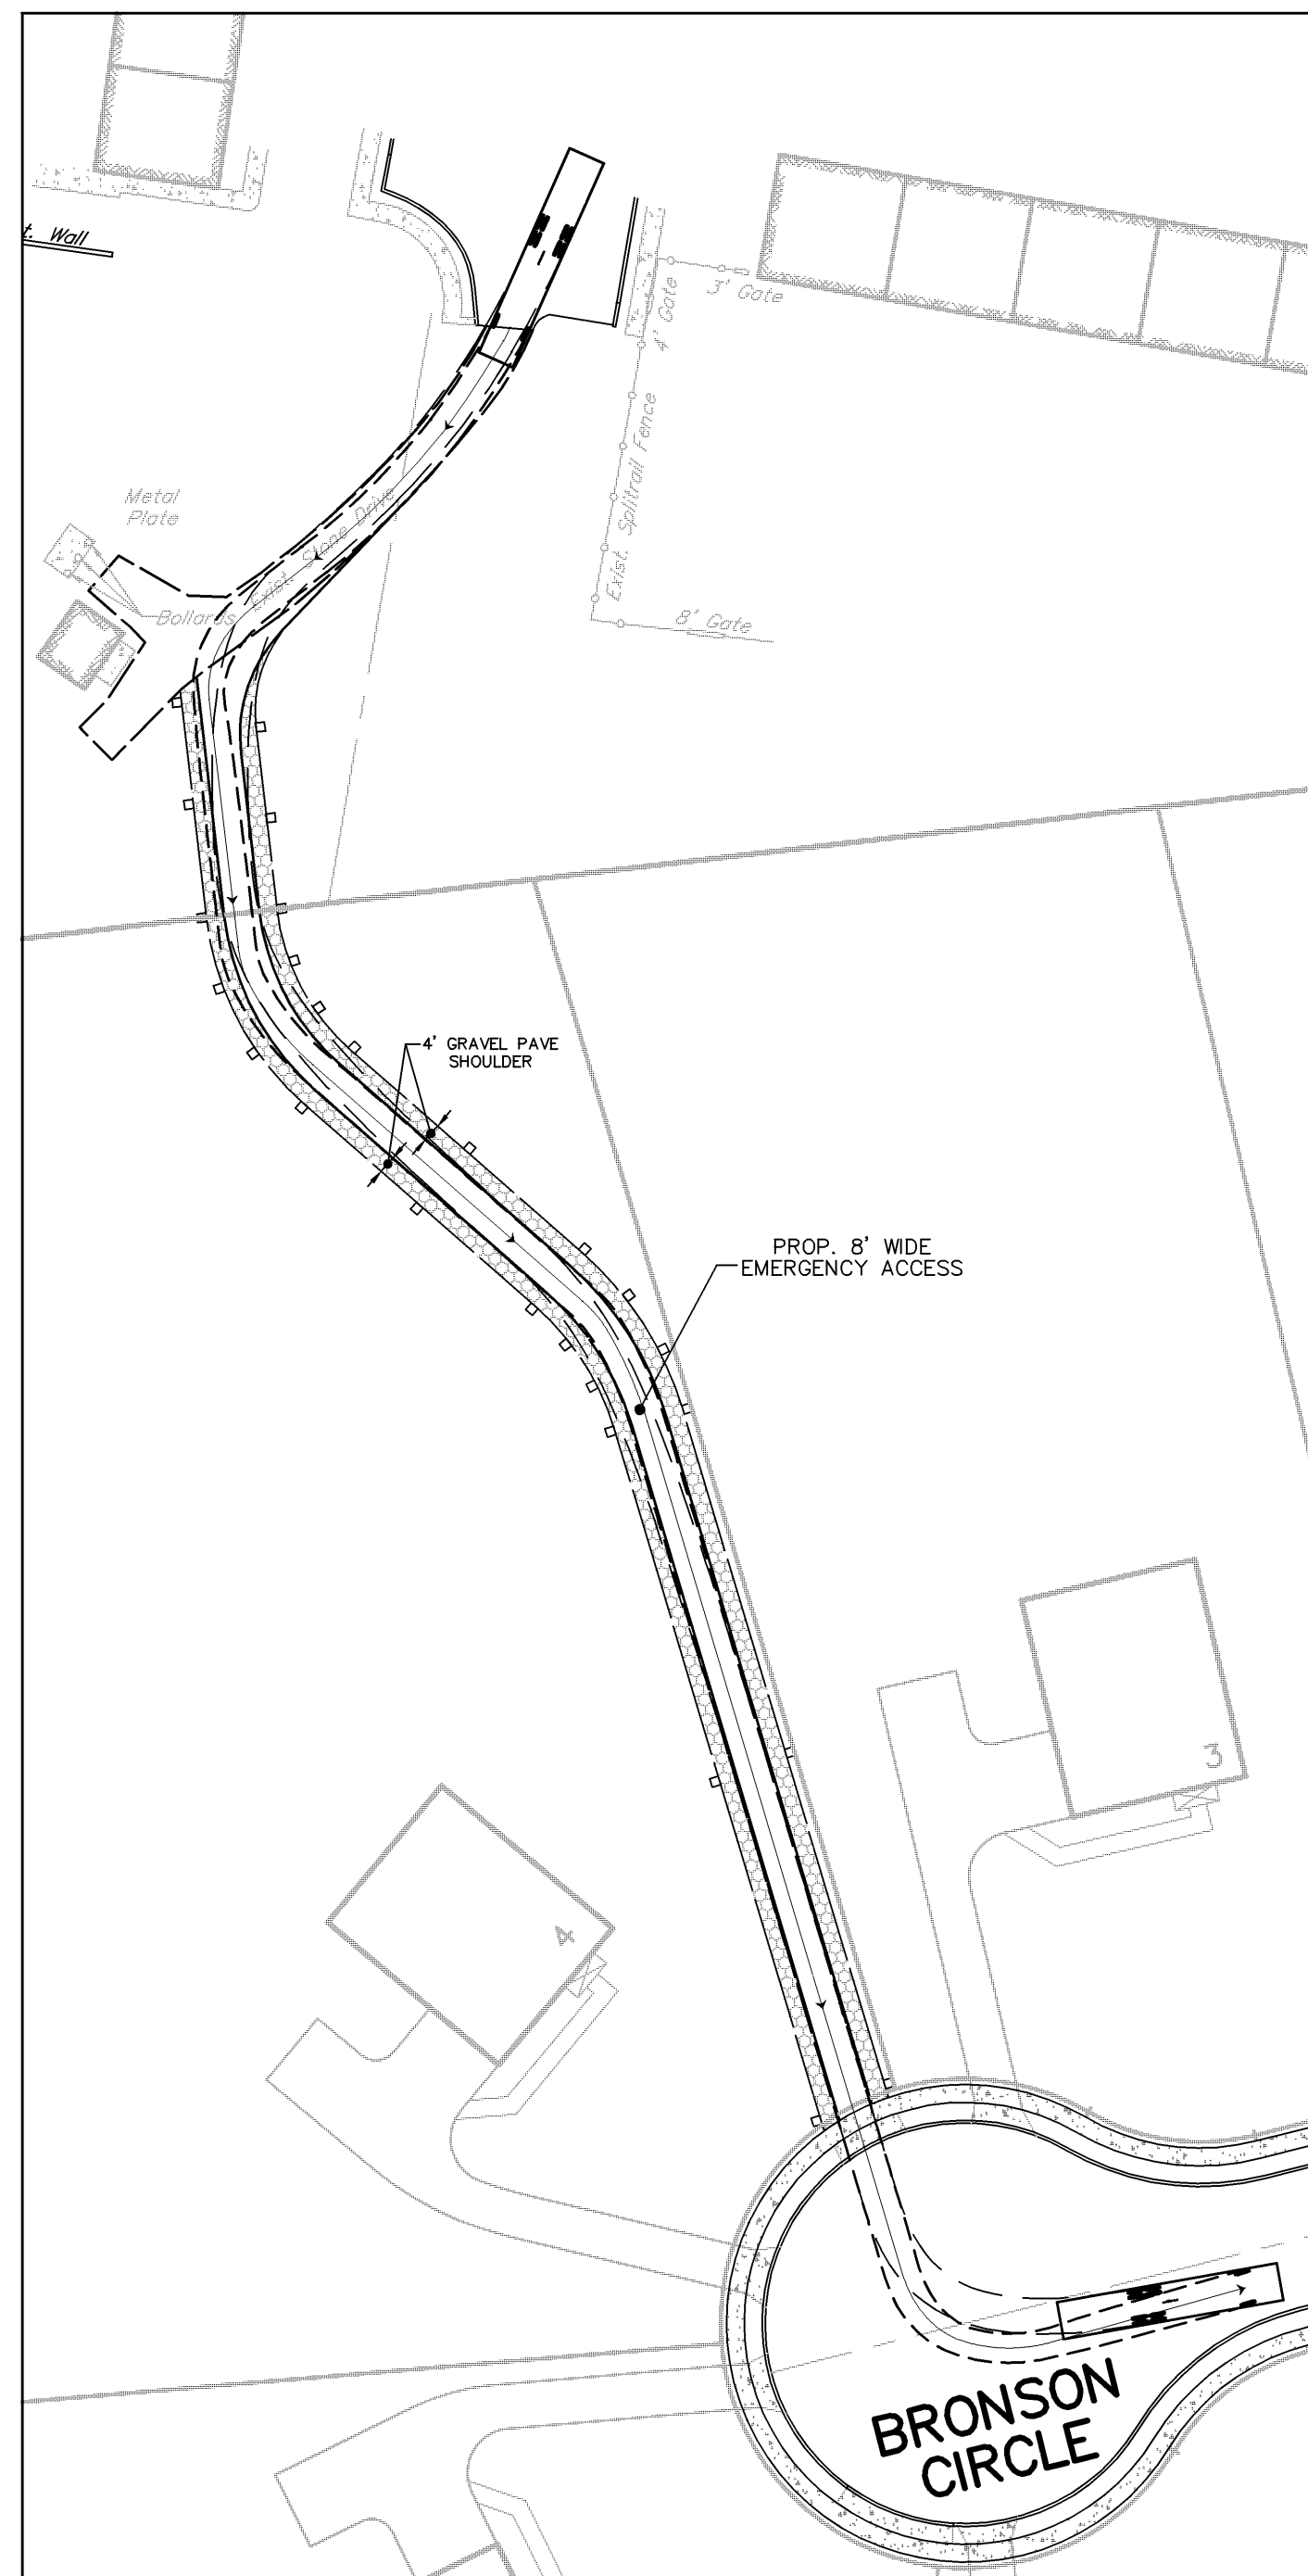 t. Wall
3' Gate
4' Gate
Exist. Splitrail Fence
Metal
Plate
Exist. Stone Drive
Bollards
8' Gate
4' GRAVEL PAVE
SHOULDER
PROP. 8' WIDE
EMERGENCY ACCESS
3
4
BRONSON
CIRCLE